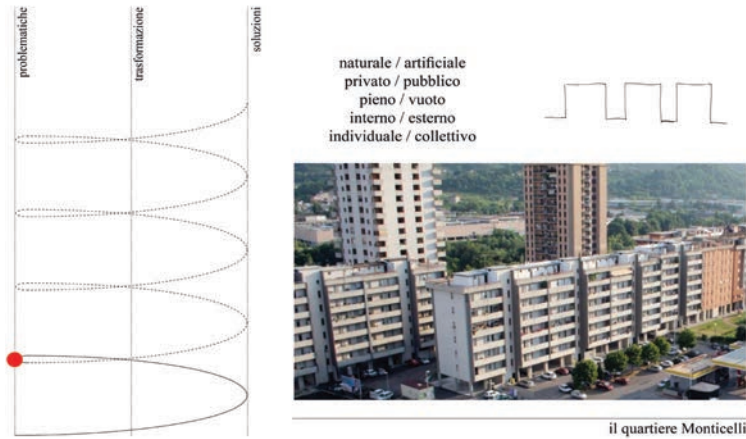 problematiche
trasformazione
soluzioni
naturale / artificiale
privato / pubblico
pieno / vuoto
interno / esterno
individuale / collettivo
il quartiere Monticelli